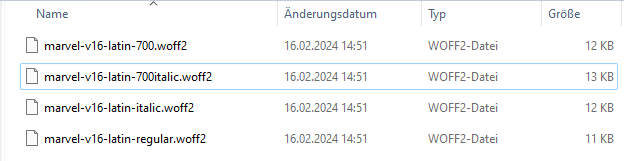 Name Änderungsdatum Typ Größe
marvel-v16-latin-700.woff2 16.02.2024 14:51 WOFF2-Datei 12 KB
marvel-v16-latin-700italic.woff2 16.02.2024 14:51 WOFF2-Datei 13 KB
marvel-v16-latin-italic.woff2 16.02.2024 14:51 WOFF2-Datei 12 KB
marvel-v16-latin-regular.woff2 16.02.2024 14:51 WOFF2-Datei 11 KB